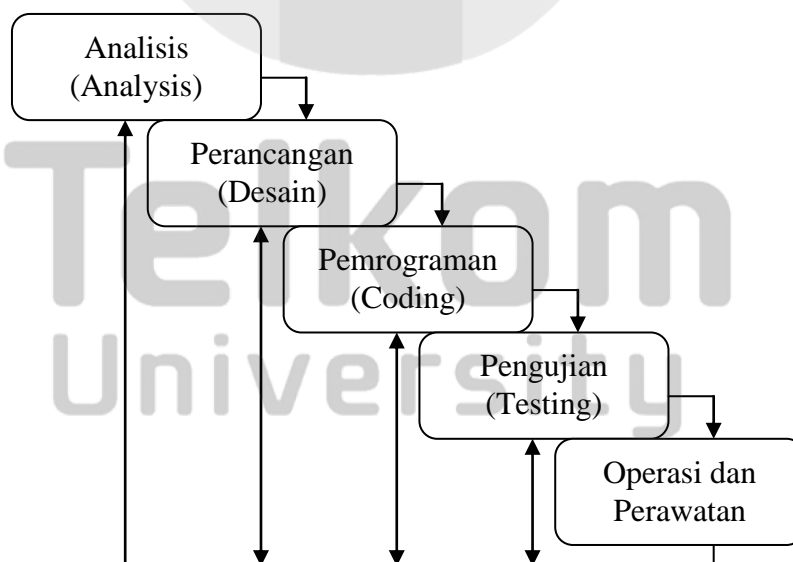 Analisis
(Analysis)
Perancangan
(Desain)
Pemrograman
(Coding)
Pengujian
(Testing)
Operasi dan
Perawatan
Telkom
University